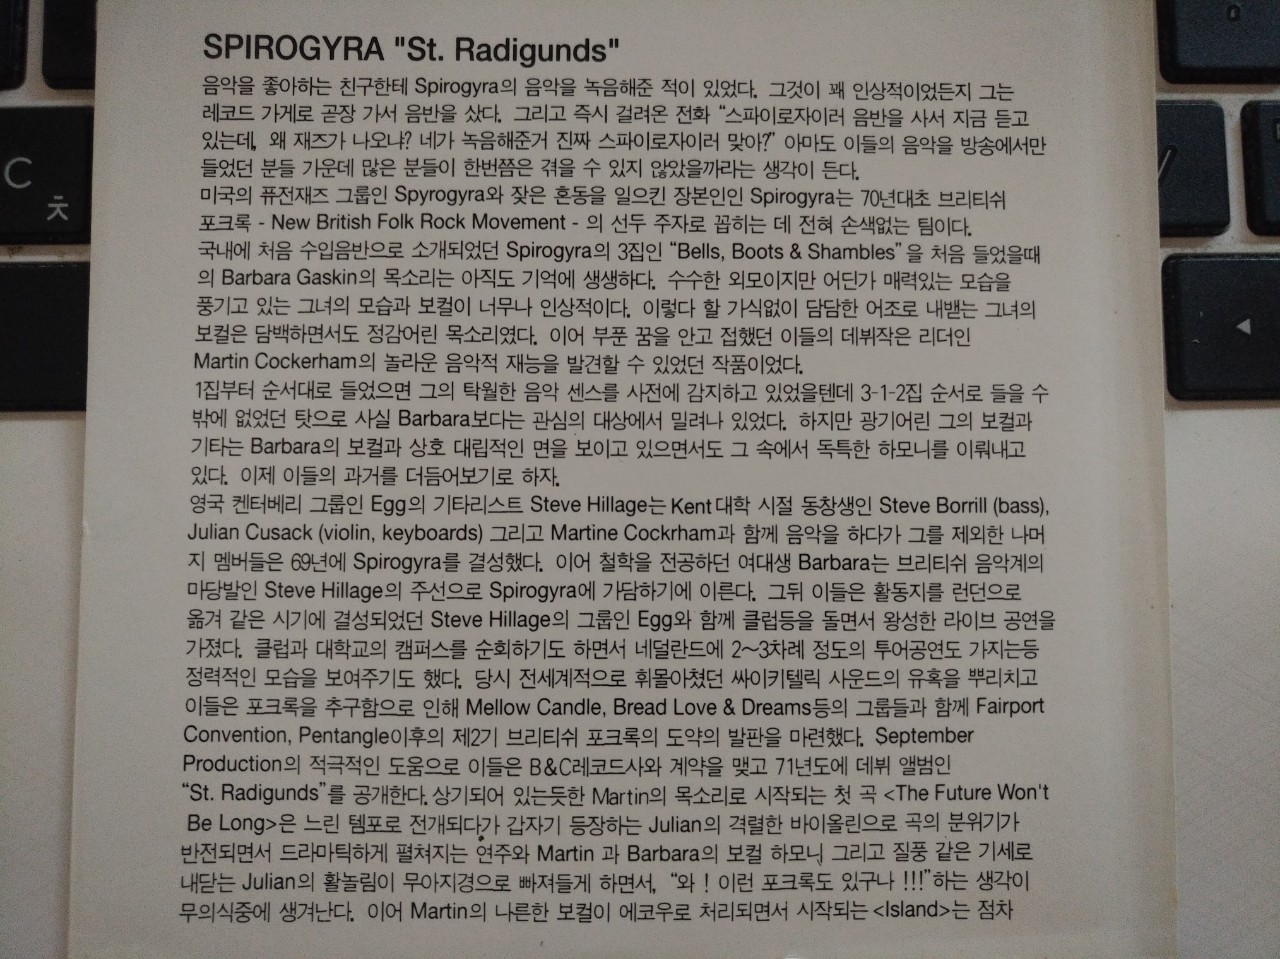 SPIROGYRA "St. Radigunds"
음악을 좋아하는 친구한테 Spirogyra의 음악을 녹음해준 적이 있었다. 그것이 꽤 인상적이었든지 그는
레코드 가게로 곧장 가서 음반을 샀다. 그리고 즉시 걸려온 전화 “스파이로자이러 음반을 사서 지금 듣고
있는데, 왜 재즈가 나오냐? 네가 녹음해준거 진짜 스파이로자이러 맞아?” 아마도 이들의 음악을 방송에서만
들었던 분들 가운데 많은 분들이 한번쯤은 겪을 수 있지 않았을까라는 생각이 든다.
미국의 퓨전재즈 그룹인 Spyrogyra와 잦은 혼동을 일으킨 장본인인 Spirogyra는 70년대초 브리티쉬
포크록 - New British Folk Rock Movement - 의 선두 주자로 꼽히는 데 전혀 손색없는 팀이다.
국내에 처음 수입음반으로 소개되었던 Spirogyra의 3집인 “Bells, Boots & Shambles”을 처음 들었을때
의 Barbara Gaskin의 목소리는 아직도 기억에 생생하다. 수수한 외모이지만 어딘가 매력있는 모습을
풍기고 있는 그녀의 모습과 보컬이 너무나 인상적이다. 이렇다 할 가식없이 담담한 어조로 내뱉는 그녀의
보컬은 담백하면서도 정감어린 목소리였다. 이어 부푼 꿈을 안고 접했던 이들의 데뷔작은 리더인
Martin Cockerham의 놀라운 음악적 재능을 발견할 수 있었던 작품이었다.
1집부터 순서대로 들었으면 그의 탁월한 음악 센스를 사전에 감지하고 있었을텐데 3-1-2집 순서로 들을 수
밖에 없었던 탓으로 사실 Barbara보다는 관심의 대상에서 밀려나 있었다. 하지만 광기어린 그의 보컬과
기타는 Barbara의 보컬과 상호 대립적인 면을 보이고 있으면서도 그 속에서 독특한 하모니를 이뤄내고
있다. 이제 이들의 과거를 더듬어보기로 하자.
영국 켄터베리 그룹인 Egg의 기타리스트 Steve Hillage는 Kent대학 시절 동창생인 Steve Borrill (bass),
Julian Cusack (violin, keyboards) 그리고 Martine Cockrham과 함께 음악을 하다가 그를 제외한 나머
지 멤버들은 69년에 Spirogyra를 결성했다. 이어 철학을 전공하던 여대생 Barbara는 브리티쉬 음악계의
마당발인 Steve Hillage의 주선으로 Spirogyra에 가담하기에 이른다. 그뒤 이들은 활동지를 런던으로
옮겨 같은 시기에 결성되었던 Steve Hillage의 그룹인 Egg와 함께 클럽등을 돌면서 왕성한 라이브 공연을
가졌다. 클럽과 대학교의 캠퍼스를 순회하기도 하면서 네덜란드에 2~3차례 정도의 투어공연도 가지는등
정력적인 모습을 보여주기도 했다. 당시 전세계적으로 휘몰아쳤던 싸이키텔릭 사운드의 유혹을 뿌리치고
이들은 포크록을 추구함으로 인해 Mellow Candle, Bread Love & Dreams등의 그룹들과 함께 Fairport
Convention, Pentangle이후의 제2기 브리티쉬 포크록의 도약의 발판을 마련했다. September
Production의 적극적인 도움으로 이들은 B&C레코드사와 계약을 맺고 71년도에 데뷔 앨범인
“St. Radigunds”를 공개한다. 상기되어 있는듯한 Martin의 목소리로 시작되는 첫 곡 <The Future Won't
Be Long>은 느린 템포로 전개되다가 갑자기 등장하는 Julian의 격렬한 바이올린으로 곡의 분위기가
반전되면서 드라마틱하게 펼쳐지는 연주와 Martin 과 Barbara의 보컬 하모니 그리고 질풍 같은 기세로
내닫는 Julian의 활놀림이 무아지경으로 빠져들게 하면서, “와 ! 이런 포크록도 있구나 !!!”하는 생각이
무의식중에 생겨난다. 이어 Martin의 나른한 보컬이 에코우로 처리되면서 시작되는 <Island>는 점차
C
ㅊ